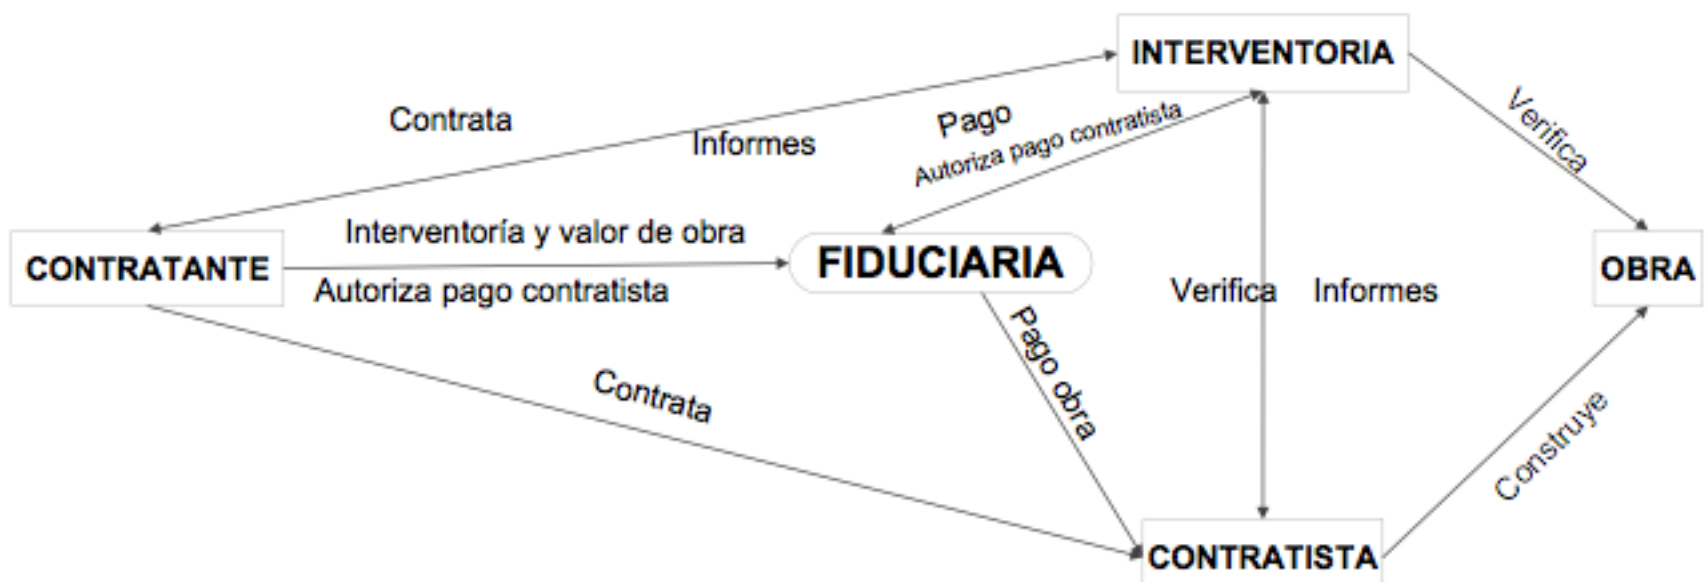 INTERVENTORIA
Contrata
Informes
Pago
Autoriza pago contratista
Verifica
Interventoría y valor de obra
CONTRATANTE
FIDUCIARIA
OBRA
Autoriza pago contratista
Verifica
Informes
Pago obra
Contrata
Construye
CONTRATISTA